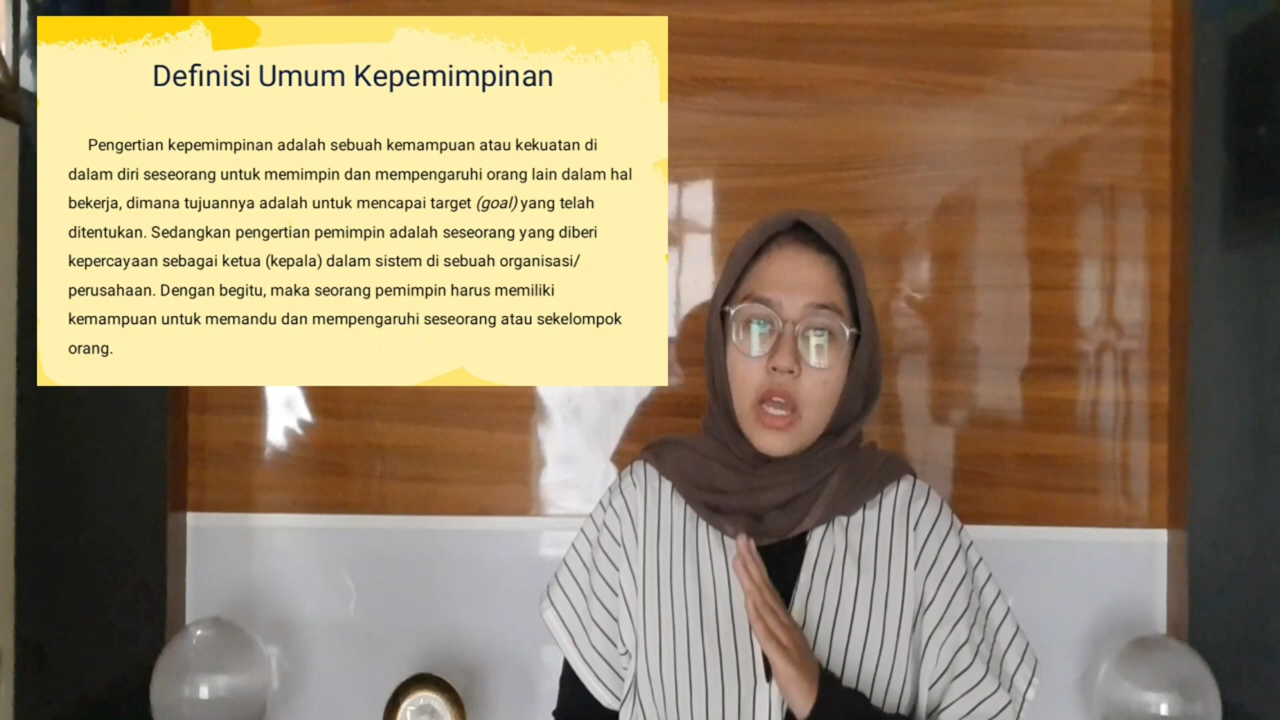 Definisi Umum Kepemimpinan
Pengertian kepemimpinan adalah sebuah kemampuan atau kekuatan di
dalam diri seseorang untuk memimpin dan mempengaruhi orang lain dalam hal
bekerja, dimana tujuannya adalah untuk mencapai target (goal) yang telah
ditentukan. Sedangkan pengertian pemimpin adalah seseorang yang diberi
kepercayaan sebagai ketua (kepala) dalam sistem di sebuah organisasi/
perusahaan. Dengan begitu, maka seorang pemimpin harus memiliki
kemampuan untuk memandu dan mempengaruhi seseorang atau sekelompok
orang.